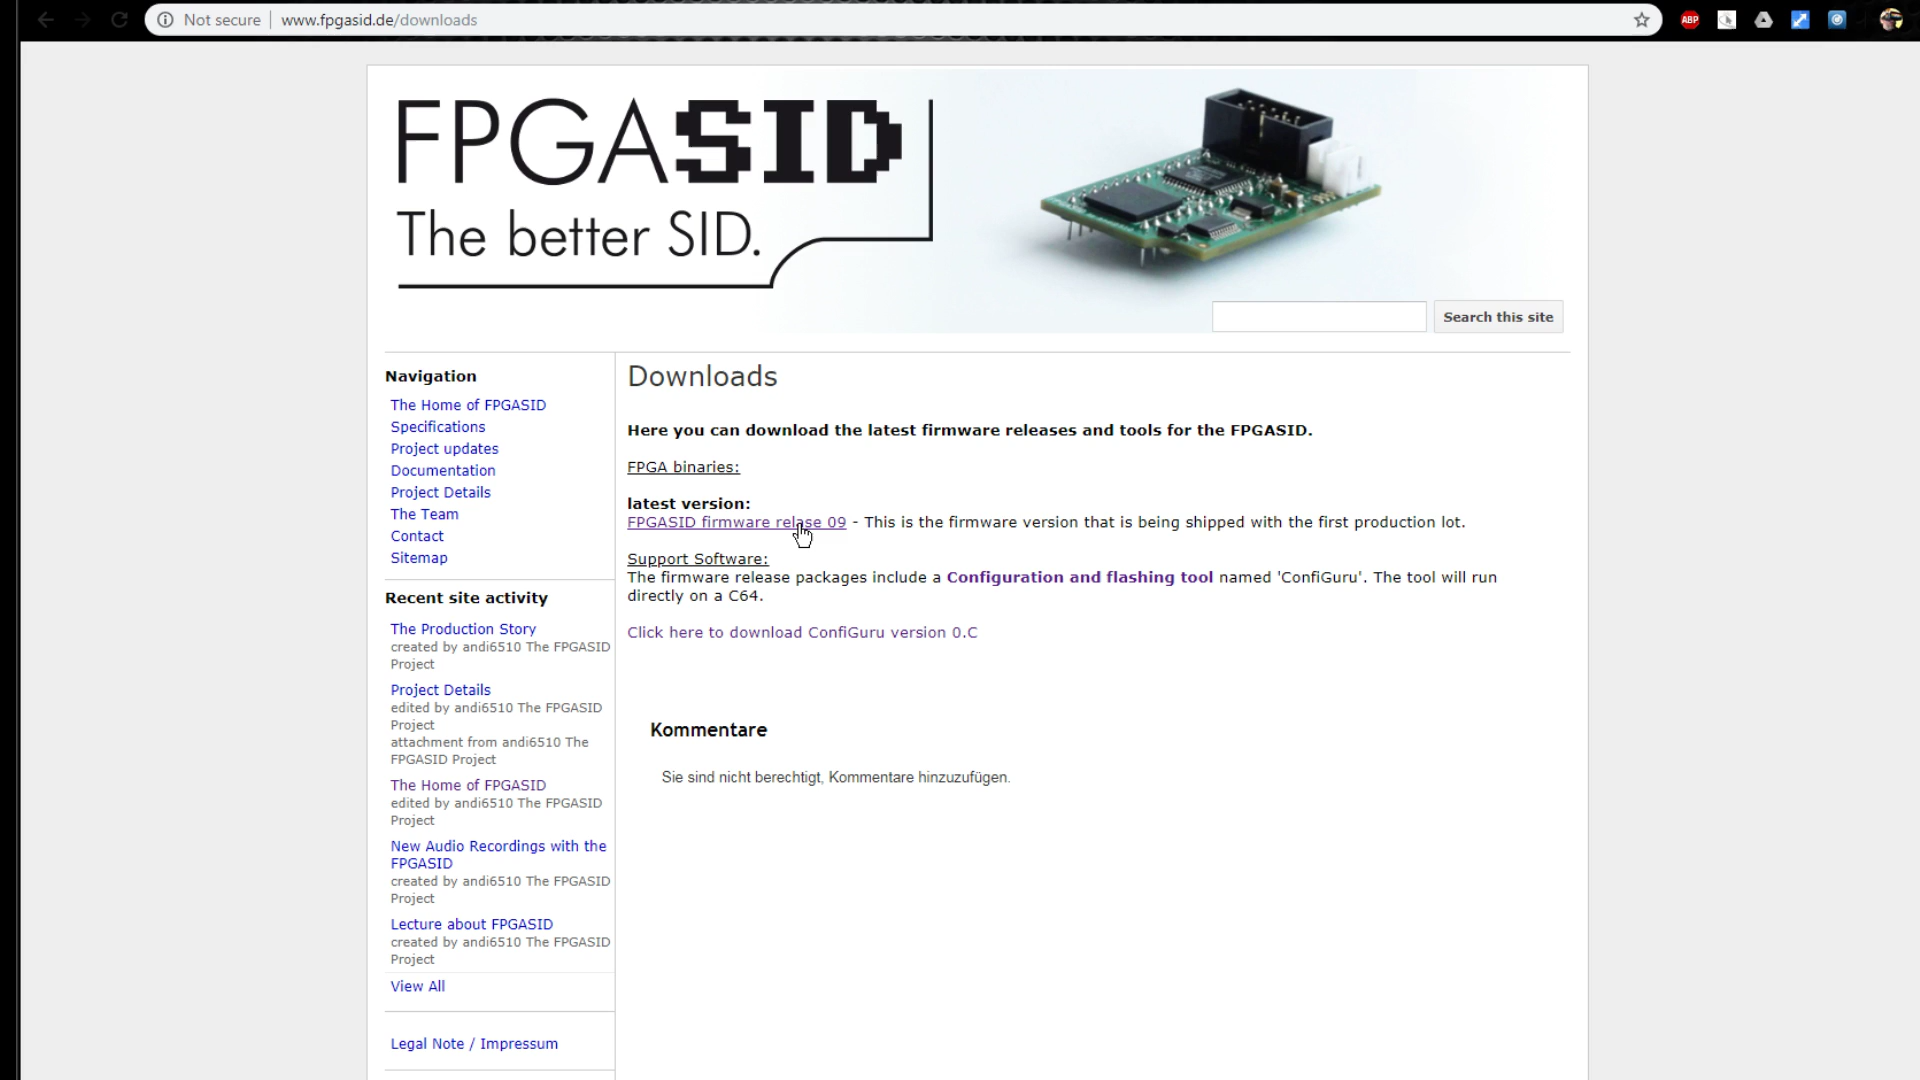 Not secure | www.fpgasid.de/downloads
ABP
FPGASID
The better SID.
Search this site
Navigation
The Home of FPGASID
Specifications
Project updates
Documentation
Project Details
The Team
Contact
Sitemap
Recent site activity
The Production Story
created by andi6510 The FPGASID
Project
Project Details
edited by andi6510 The FPGASID
Project
attachment from andi6510 The
FPGASID Project
The Home of FPGASID
edited by andi6510 The FPGASID
Project
New Audio Recordings with the
FPGASID
created by andi6510 The FPGASID
Project
Lecture about FPGASID
created by andi6510 The FPGASID
Project
View All
Legal Note / Impressum
Downloads
Here you can download the latest firmware releases and tools for the FPGASID.
FPGA binaries:
latest version:
FPGASID firmware relase 09 - This is the firmware version that is being shipped with the first production lot.
Support Software:
The firmware release packages include a Configuration and flashing tool named 'ConfiGuru'. The tool will run
directly on a C64.
Click here to download ConfiGuru version 0.C
Kommentare
Sie sind nicht berechtigt, Kommentare hinzuzufügen.